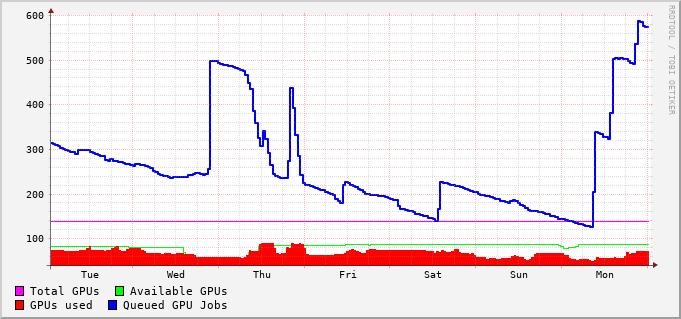 600
500
400
300
200
100
Tue Wed Thu Fri Sat Sun Mon
Total GPUs Available GPUs
GPUs used Queued GPU Jobs
RRDTOOL / TOBI OETIKER